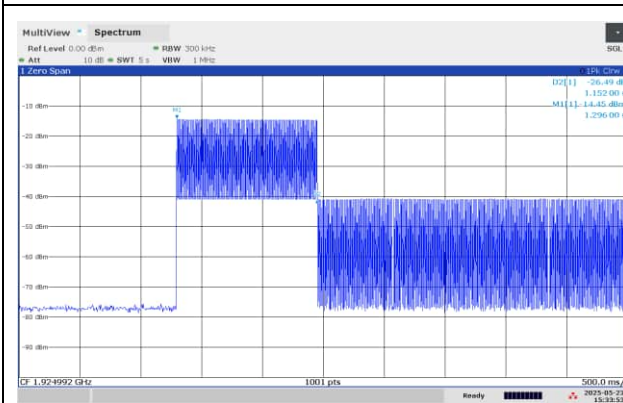 MultiView Spectrum
Ref Level 0.00 dBm RBW 300 kHz SGL
Att 10 dB SWT 5 s VBW 1 MHz
1 Zero Span 1Pk Clrw
D2[1] -26.49 dB
1.152 00
M1[1] -14.45 dBm
1.296 00
-10 dBm
M1
-20 dBm
-30 dBm
-40 dBm
-50 dBm
-60 dBm
-70 dBm
-80 dBm
-90 dBm
CF 1.924992 GHz 1001 pts 500.0 ms/
Ready 2025-05-23
15:33:53